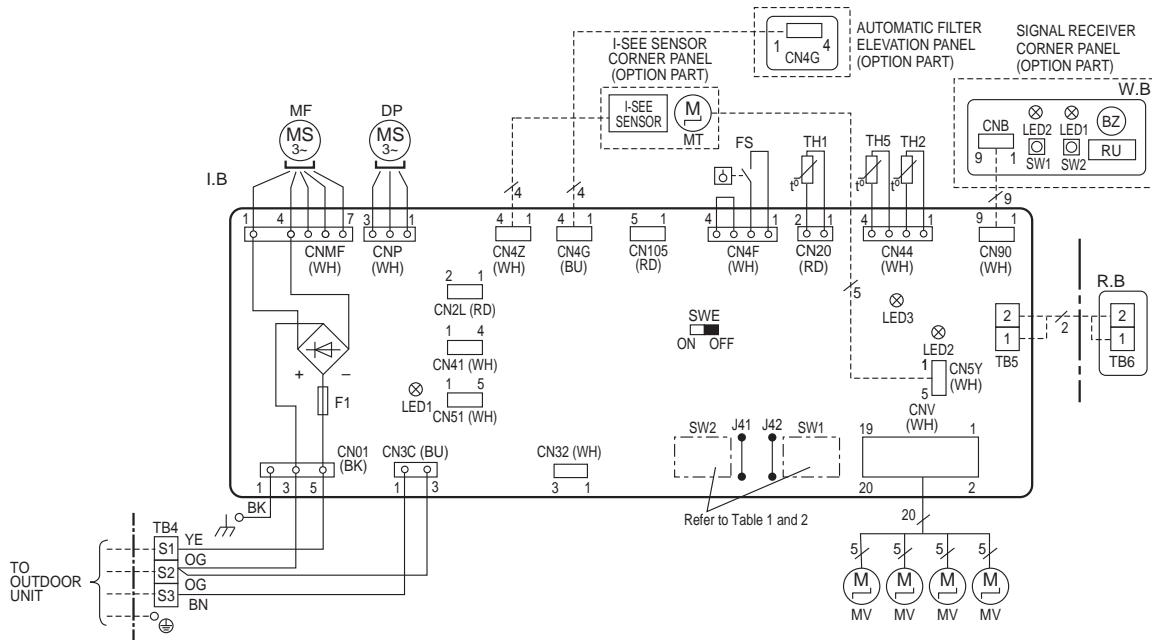 AUTOMATIC FILTER
ELEVATION PANEL
(OPTION PART)
1 4
CN4G
I-SEE SENSOR
CORNER PANEL
(OPTION PART)
I-SEE
SENSOR
M
MT
SIGNAL RECEIVER
CORNER PANEL
(OPTION PART)
W.B
CNB
9 1
LED2 LED1
SW1 SW2
BZ
RU
MF DP
MS
3~
MS
3~
I.B
4
4
FS
TH1
TH5 TH2
t°
t°
t°
9
1 4 7
CNMF
(WH)
3 1
CNP
(WH)
4 1
CN4Z
(WH)
4 1
CN4G
(BU)
5 1
CN105
(RD)
4 1
CN4F
(WH)
2 1
CN20
(RD)
4 1
CN44
(WH)
9 1
CN90
(WH)
2 1
CN2L (RD)
1 4
CN41 (WH)
1 5
CN51 (WH)
LED1
+ −
F1
SWE
ON OFF
5
LED3
LED2
1
5
CN5Y
(WH)
2
1
TB5
2
R.B
2
1
TB6
CN01
(BK)
1 3 5
CN3C (BU)
1 3
CN32 (WH)
3 1
SW2 J41 J42 SW1
Refer to Table 1 and 2
CNV
(WH)
19 1
20 2
20
5 5 5 5
M M M M
MV MV MV MV
BK
TB4
S1
YE
OG
S2
OG
S3
BN
TO
OUTDOOR
UNIT